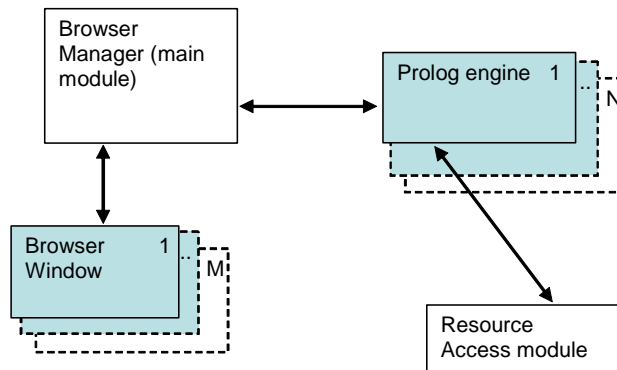 Browser
Manager (main
module)
Prolog engine 1
..
N
Browser 1
Window
..
M
Resource
Access module